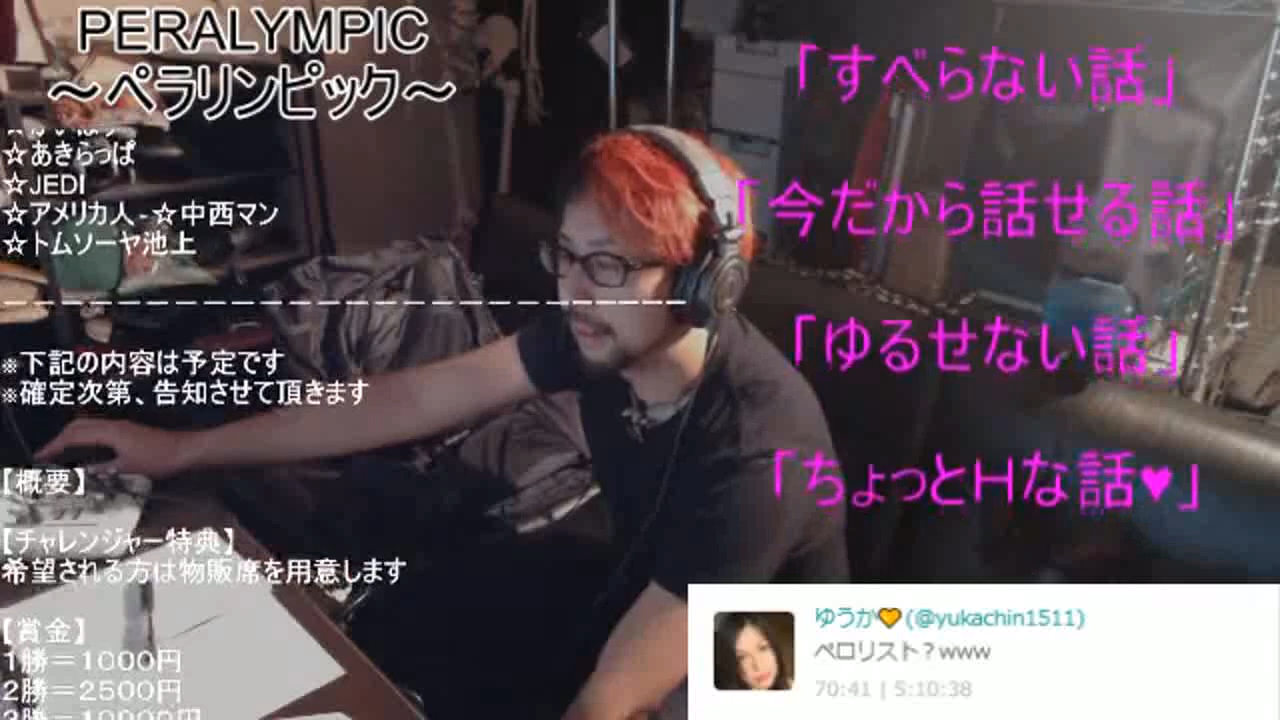 PERALYMPIC
～ペラリンピック～
☆あきらっぱ
☆JEDI
☆アメリカ人-☆中西マン
☆トムソーヤ池上
※下記の内容は予定です
※確定次第、告知させて頂きます
【概要】
【チャレンジャー特典】
希望される方は物販席を用意します
【賞金】
1勝＝1000円
2勝＝2500円
「すべらない話」
「今だから話せる話」
「ゆるせない話」
「ちょっとHな話♥」
ゆうか🧡(@yukachin1511)
ペロリスト？www
70:41 | 5:10:38